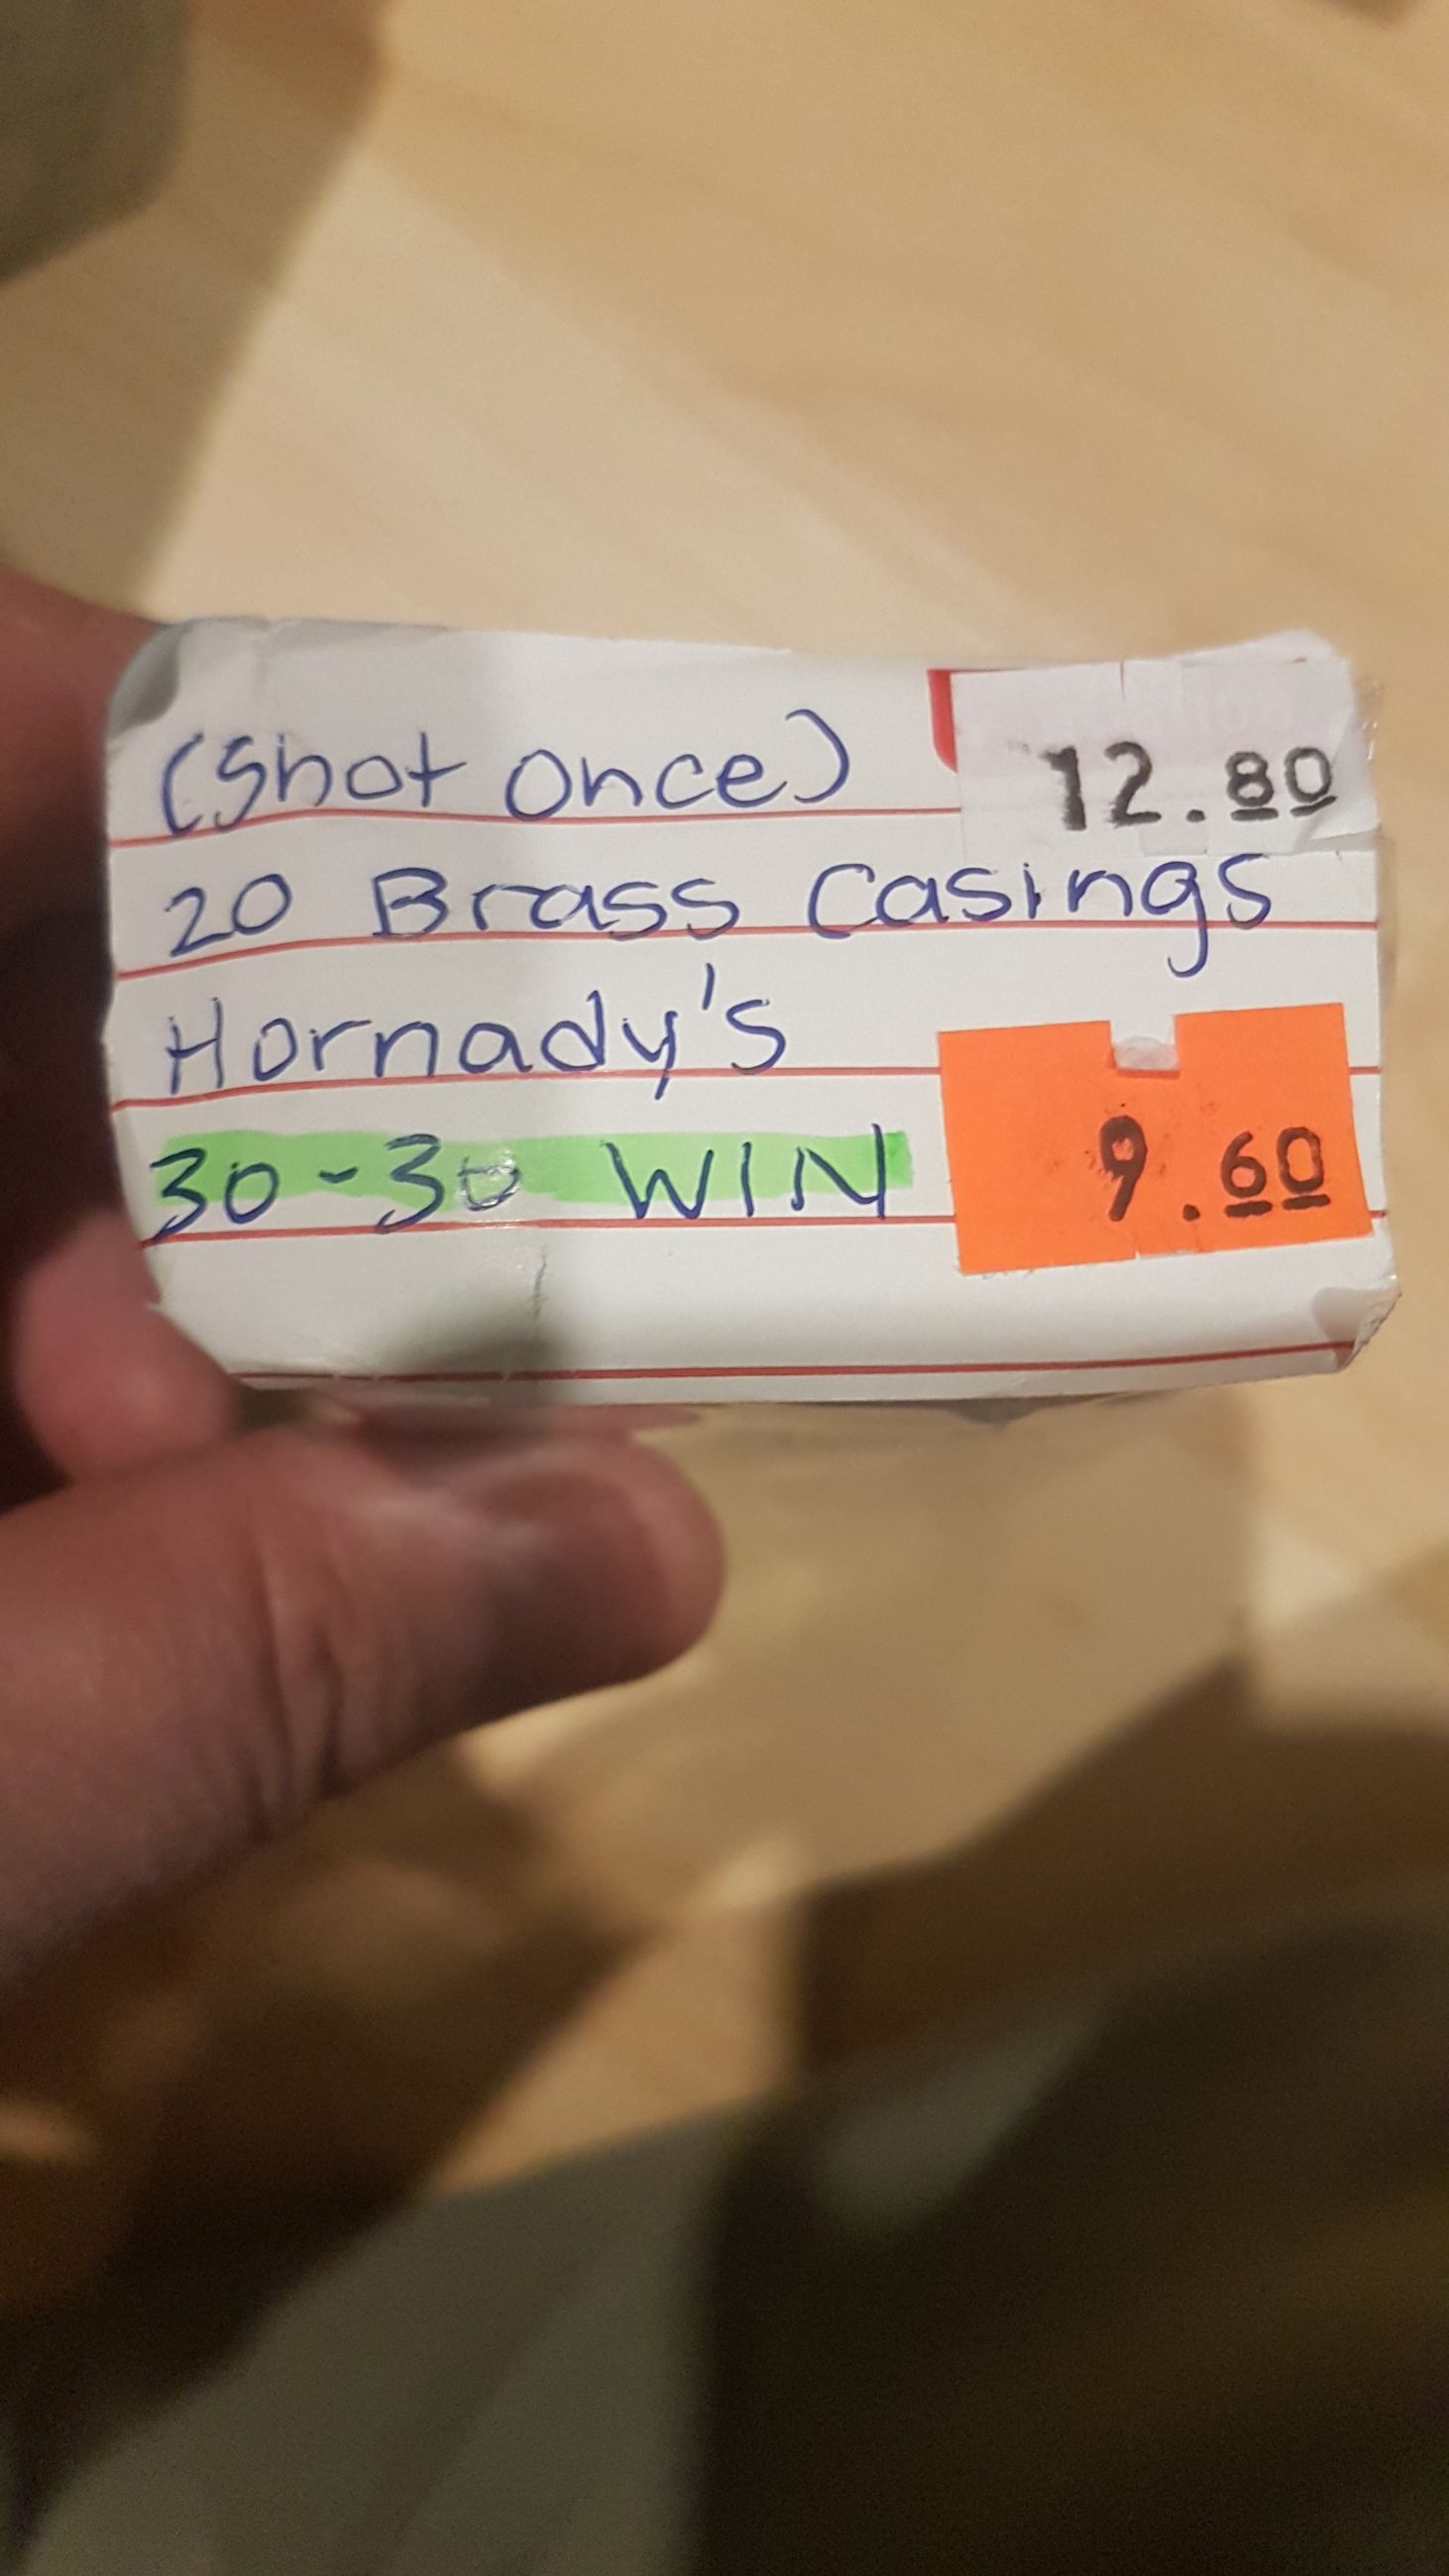 (Shot once) 12.80
20 Brass Casings
Hornady's
30-30 WIN 9.60